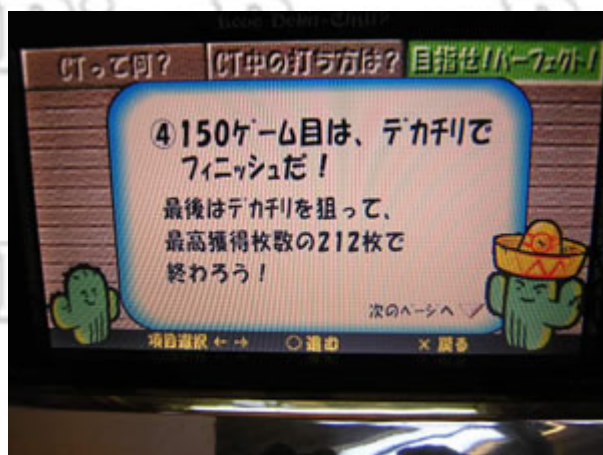 CTって何?
CT中の打ち方は?
目指せ!パーフェクト!
④150ゲーム目は、デカチリで
フィニッシュだ!
最後はデカチリを狙って、
最高獲得枚数の212枚で
終わろう!
次のページへ
項目選択 ←→ ○進む ×戻る